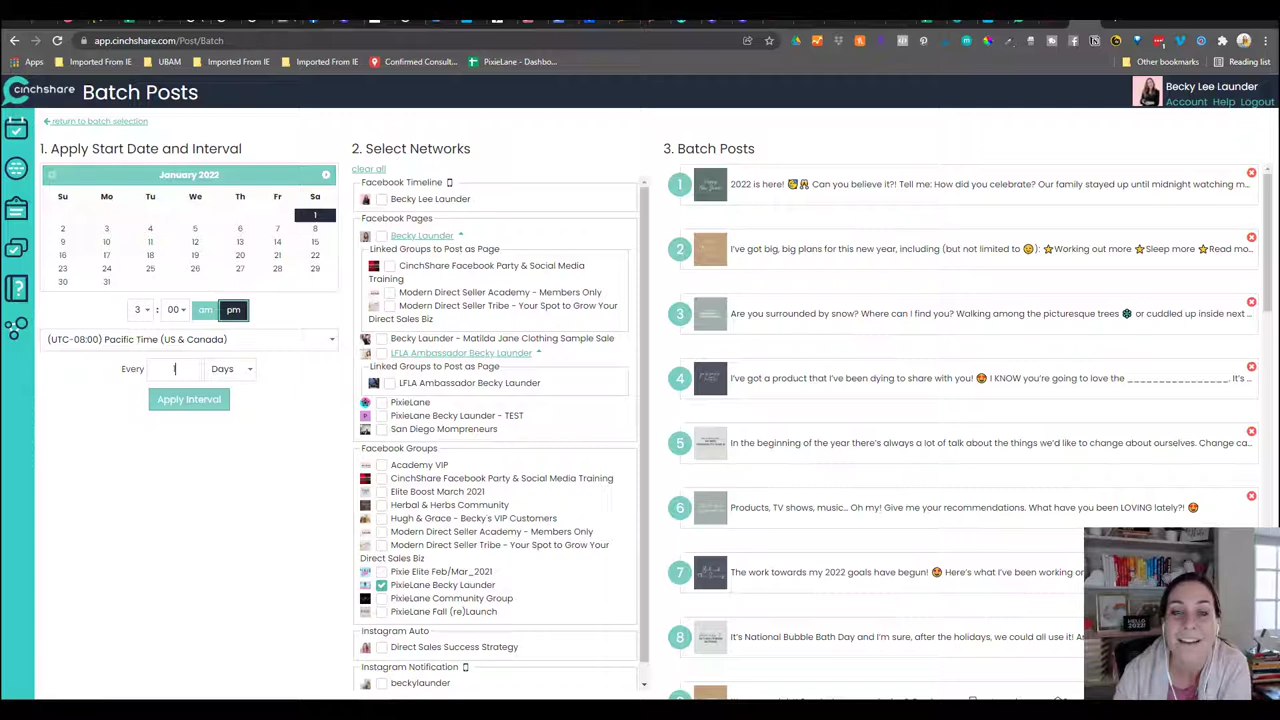 app.cinchshare.com/Post/Batch
Apps
Imported From IE
UBAM
Imported From IE
Imported From IE
Confirmed Consult...
PixieLane - Dashbo...
Other bookmarks
Reading list
cinchshare
Batch Posts
Becky Lee Launder
Account Help Logout
return to batch selection
1. Apply Start Date and Interval
January 2022
Su Mo Tu We Th Fr Sa
1
2 3 4 5 6 7 8
9 10 11 12 13 14 15
16 17 18 19 20 21 22
23 24 25 26 27 28 29
30 31
3 : 00 am pm
(UTC-08:00) Pacific Time (US & Canada)
Every 1 Days
Apply Interval
2. Select Networks
clear all
Facebook Timeline
Becky Lee Launder
Facebook Pages
Becky Launder
Linked Groups to Post as Page
CinchShare Facebook Party & Social Media
Training
Modern Direct Seller Academy - Members Only
Modern Direct Seller Tribe - Your Spot to Grow Your
Direct Sales Biz
Becky Launder - Matilda Jane Clothing Sample Sale
LFLA Ambassador Becky Launder
Linked Groups to Post as Page
LFLA Ambassador Becky Launder
PixieLane
PixieLane Becky Launder - TEST
San Diego Mompreneurs
Facebook Groups
Academy VIP
CinchShare Facebook Party & Social Media Training
Elite Boost March 2021
Herbal & Herbs Community
Hugh & Grace - Becky's VIP Customers
Modern Direct Seller Academy - Members Only
Modern Direct Seller Tribe - Your Spot to Grow Your
Direct Sales Biz
Pixie Elite Feb/Mar_2021
PixieLane Becky Launder
PixieLane Community Group
PixieLane Fall (re)Launch
Instagram Auto
Direct Sales Success Strategy
Instagram Notification
beckylaunder
3. Batch Posts
1 2022 is here! 🥳🥂 Can you believe it?! Tell me: How did you celebrate? Our family stayed up until midnight watching m...
2 I've got big, big plans for this new year, including (but not limited to 😉): ⭐Working out more ⭐Sleep more ⭐Read mo...
3 Are you surrounded by snow? Where can I find you? Walking among the picturesque trees ❄ or cuddled up inside next ...
4 I've got a product that I've been dying to share with you! 😍 I KNOW you're going to love the ________________. It's ...
5 In the beginning of the year there's always a lot of talk about the things we'd like to change about ourselves. Change ca...
6 Products, TV shows, music... Oh my! Give me your recommendations. What have you been LOVING lately?! 😍
7 The work towards my 2022 goals have begun! 😍 Here's what I've been working on
8 It's National Bubble Bath Day and I'm sure, after the holidays, we could all use it!
HELLO
2022!